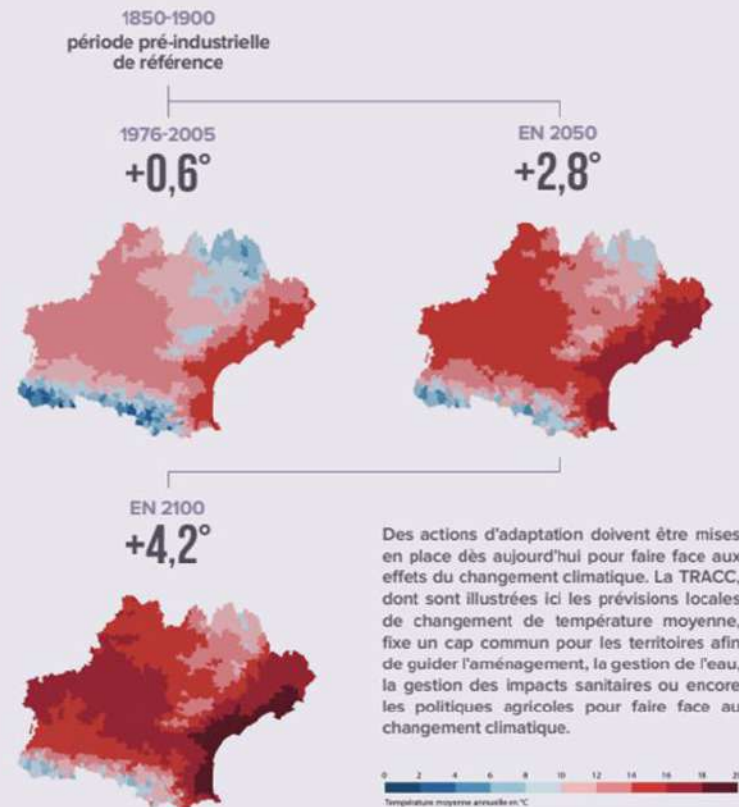 1850-1900
période pré-industrielle
de référence
1976-2005
+0,6°
EN 2050
+2,8°
EN 2100
+4,2°
Des actions d'adaptation doivent être mises
en place dès aujourd'hui pour faire face aux
effets du changement climatique. La TRACC,
dont sont illustrées ici les prévisions locales
de changement de température moyenne,
fixe un cap commun pour les territoires afin
de guider l'aménagement, la gestion de l'eau,
la gestion des impacts sanitaires ou encore
les politiques agricoles pour faire face au
changement climatique.
0 2 4 6 8 10 12 14 16 18 20
Température moyenne annuelle en °C